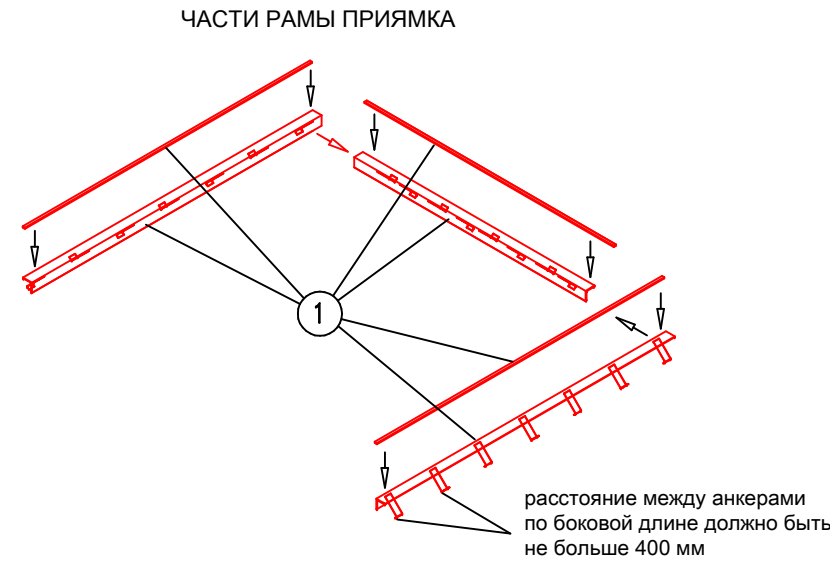 ЧАСТИ РАМЫ ПРИЯМКА
1
расстояние между анкерами
по боковой длине должно быть
не больше 400 мм